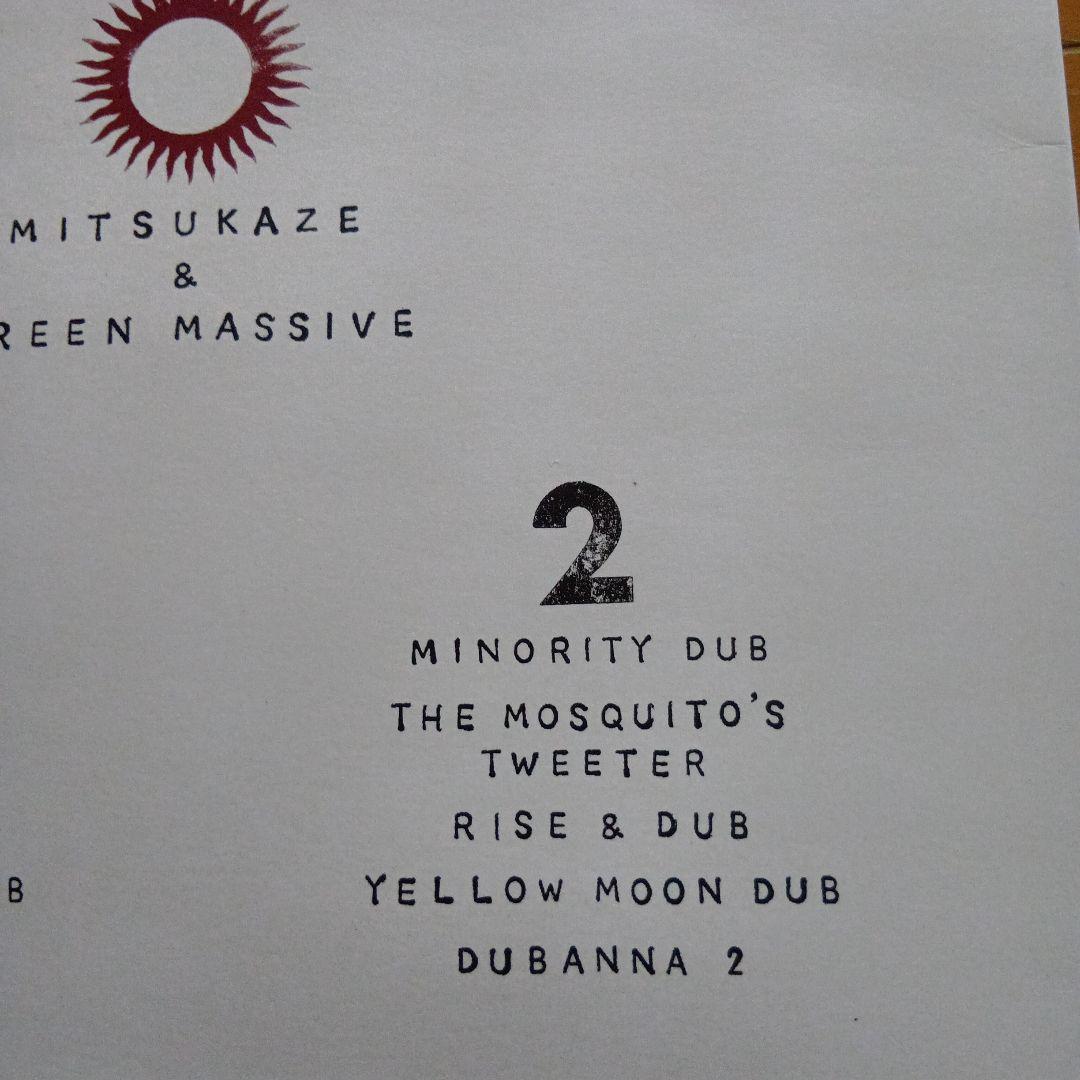 MITSUKAZE
&
REEN MASSIVE
2
MINORITY DUB
THE MOSQUITO'S
TWEETER
RISE & DUB
YELLOW MOON DUB
B
DUBANNA 2